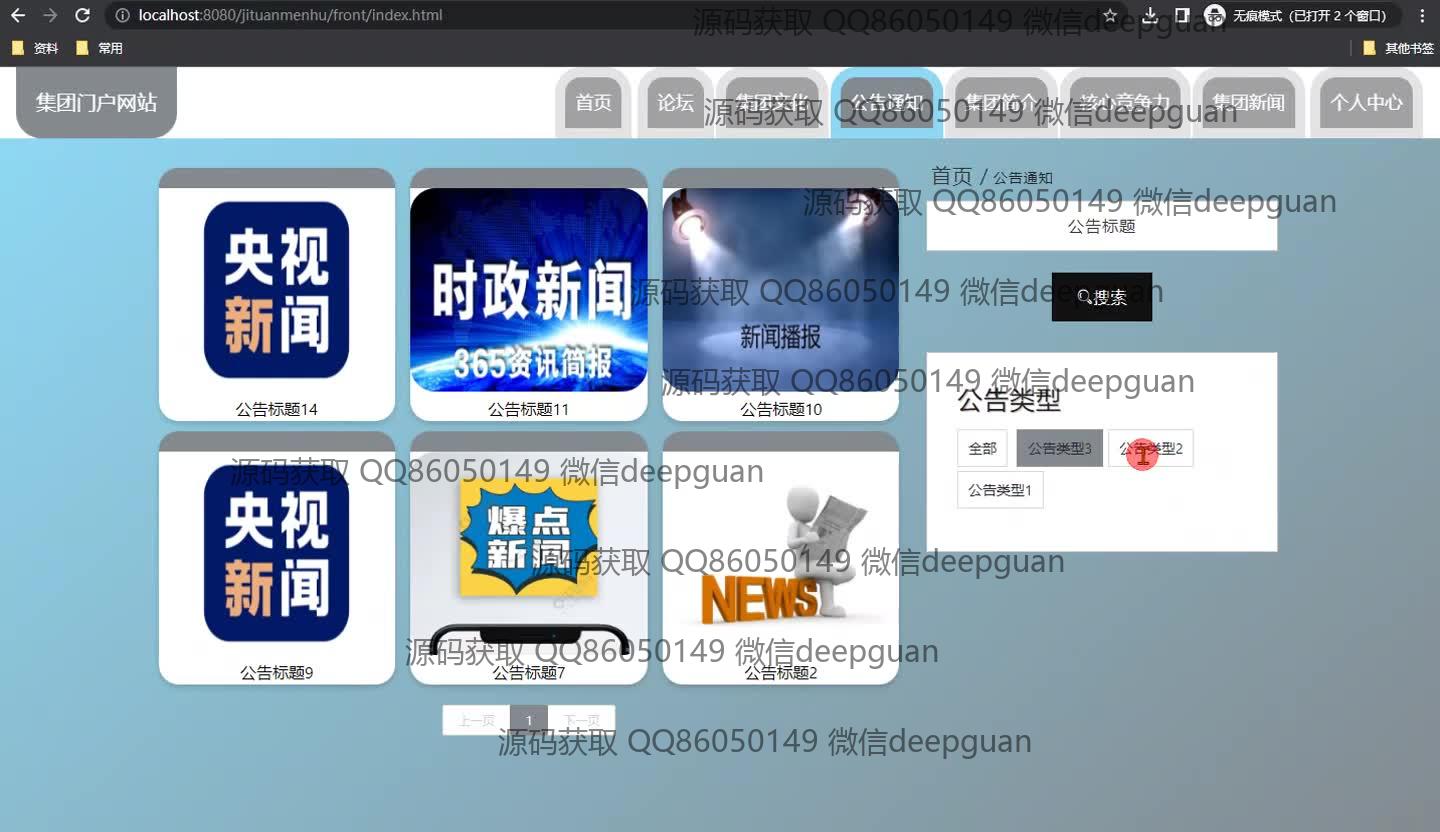 localhost:8080/jituanmenhu/front/index.html
无痕模式（已打开 2 个窗口）
资料 常用 其他书签
源码获取 QQ86050149 微信deepguan
集团门户网站 首页 论坛 集团文化 公告通知 集团简介 核心竞争力 集团新闻 个人中心
源码获取 QQ86050149 微信deepguan
首页 / 公告通知
源码获取 QQ86050149 微信deepguan
公告标题
搜索
源码获取 QQ86050149 微信deepguan
央视
新闻
时政新闻
365资讯简报
新闻播报
公告标题14 公告标题11 公告标题10
源码获取 QQ86050149 微信deepguan
公告类型
全部 公告类型3 公告类型2
公告类型1
源码获取 QQ86050149 微信deepguan
央视
新闻
爆点
新闻
NEWS
源码获取 QQ86050149 微信deepguan
公告标题9 公告标题7 公告标题2
源码获取 QQ86050149 微信deepguan
上一页 1 下一页
源码获取 QQ86050149 微信deepguan